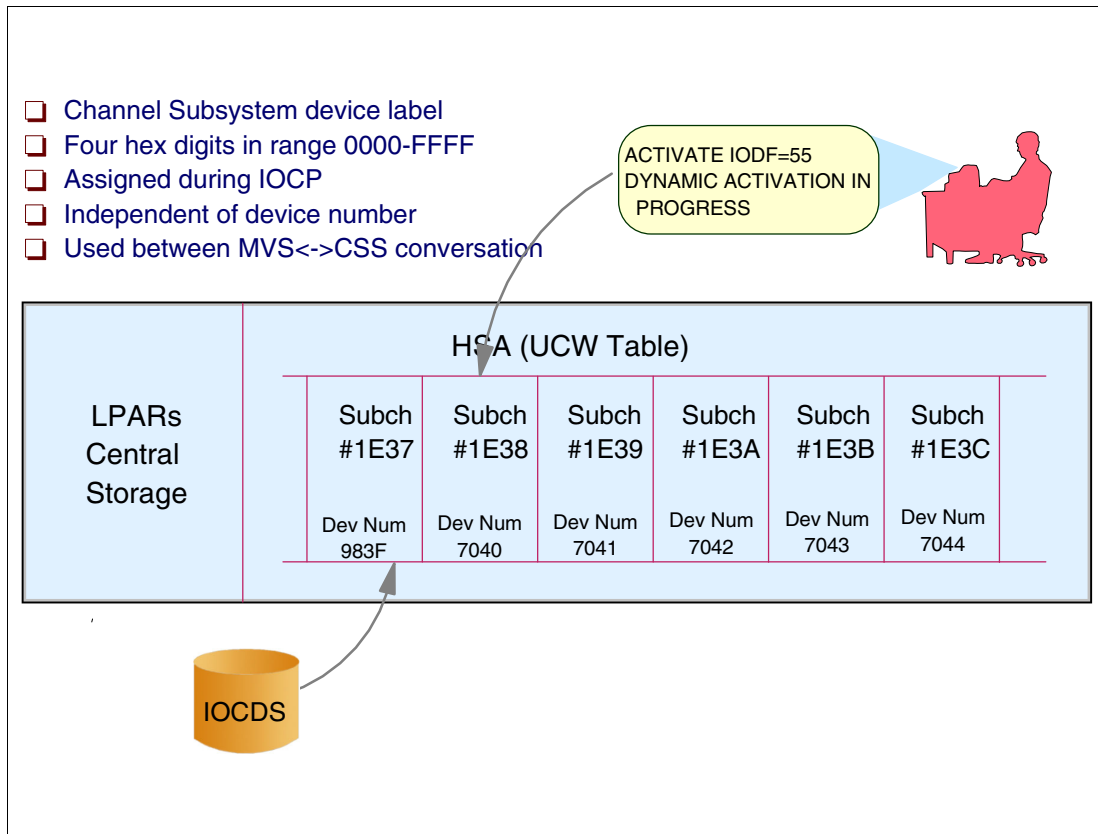 Channel Subsystem device label
Four hex digits in range 0000-FFFF
Assigned during IOCP
Independent of device number
Used between MVS<->CSS conversation
ACTIVATE IODF=55
DYNAMIC ACTIVATION IN
PROGRESS
HSA (UCW Table)
LPARs
Central
Storage
Subch
#1E37
Dev Num
983F
Subch
#1E38
Dev Num
7040
Subch
#1E39
Dev Num
7041
Subch
#1E3A
Dev Num
7042
Subch
#1E3B
Dev Num
7043
Subch
#1E3C
Dev Num
7044
,
IOCDS